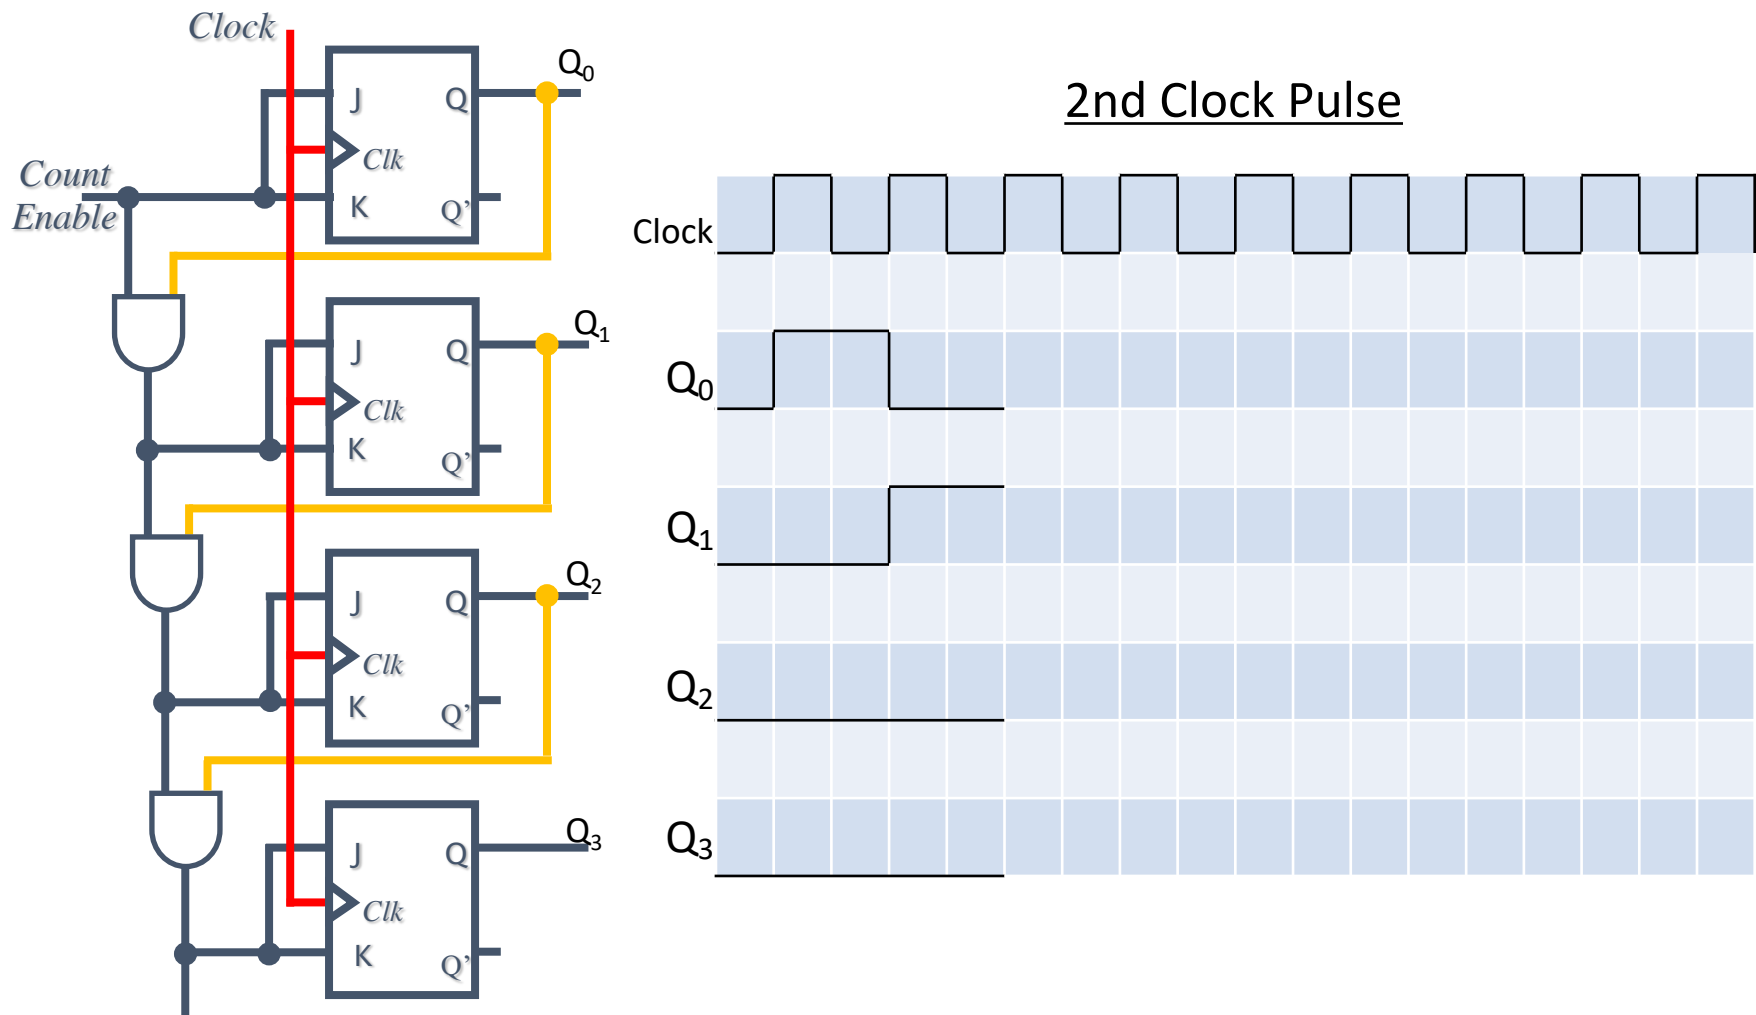 Clock
Q0
J Q
Clk
K Q’
Count
Enable
Q1
J Q
Clk
K Q’
Q2
J Q
Clk
K Q’
Q3
J Q
Clk
K Q’
2nd Clock Pulse
Clock
Q0
Q1
Q2
Q3